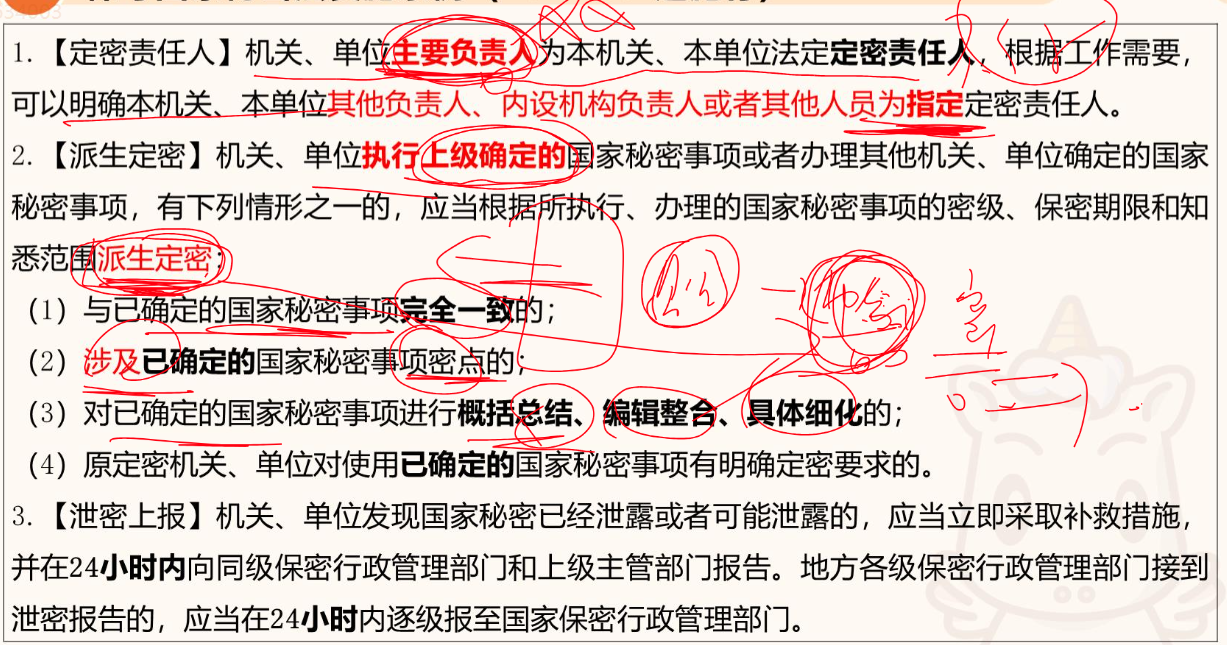 1. 【定密责任人】机关、单位主要负责人为本机关、本单位法定定密责任人，根据工作需要，
可以明确本机关、本单位其他负责人、内设机构负责人或者其他人员为指定定密责任人。
2. 【派生定密】机关、单位执行上级确定的国家秘密事项或者办理其他机关、单位确定的国家
秘密事项，有下列情形之一的，应当根据所执行、办理的国家秘密事项的密级、保密期限和知
悉范围派生定密：
（1）与已确定的国家秘密事项完全一致的；
（2）涉及已确定的国家秘密事项密点的；
（3）对已确定的国家秘密事项进行概括总结、编辑整合、具体细化的；
（4）原定密机关、单位对使用已确定的国家秘密事项有明确定密要求的。
3. 【泄密上报】机关、单位发现国家秘密已经泄露或者可能泄露的，应当立即采取补救措施，
并在24小时内向同级保密行政管理部门和上级主管部门报告。地方各级保密行政管理部门接到
泄密报告的，应当在24小时内逐级报至国家保密行政管理部门。